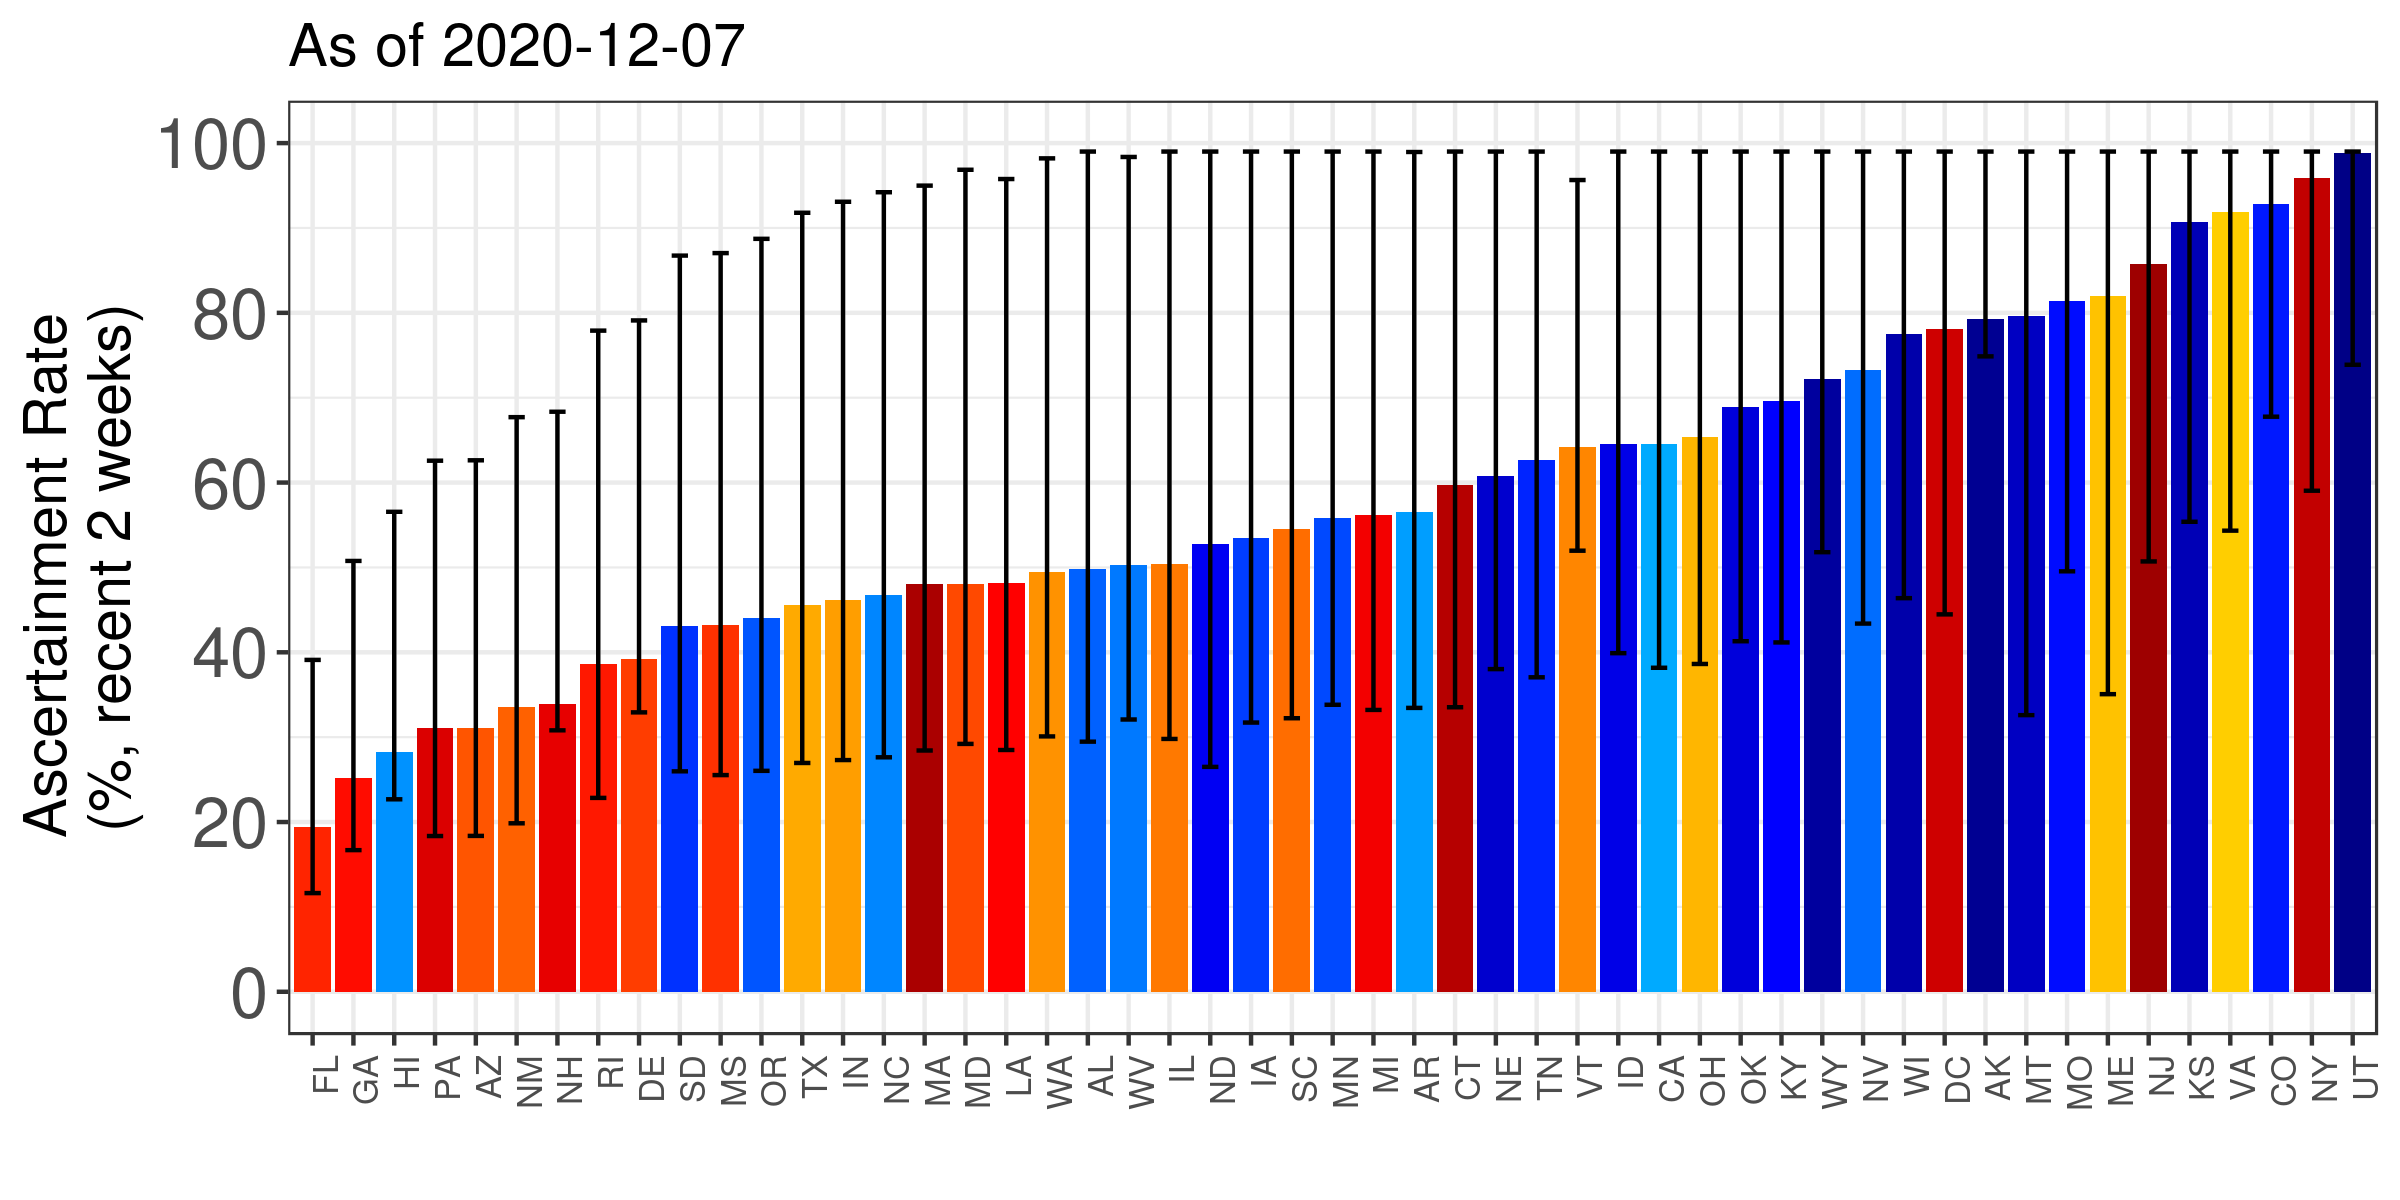 As of 2020-12-07
Ascertainment Rate
(%, recent 2 weeks)
100
80
60
40
20
0
FL
GA
HI
PA
AZ
NM
NH
RI
DE
SD
MS
OR
TX
IN
NC
MA
MD
LA
WA
AL
WV
IL
ND
IA
SC
MN
MI
AR
CT
NE
TN
VT
ID
CA
OH
OK
KY
WY
NV
WI
DC
AK
MT
MO
ME
NJ
KS
VA
CO
NY
UT